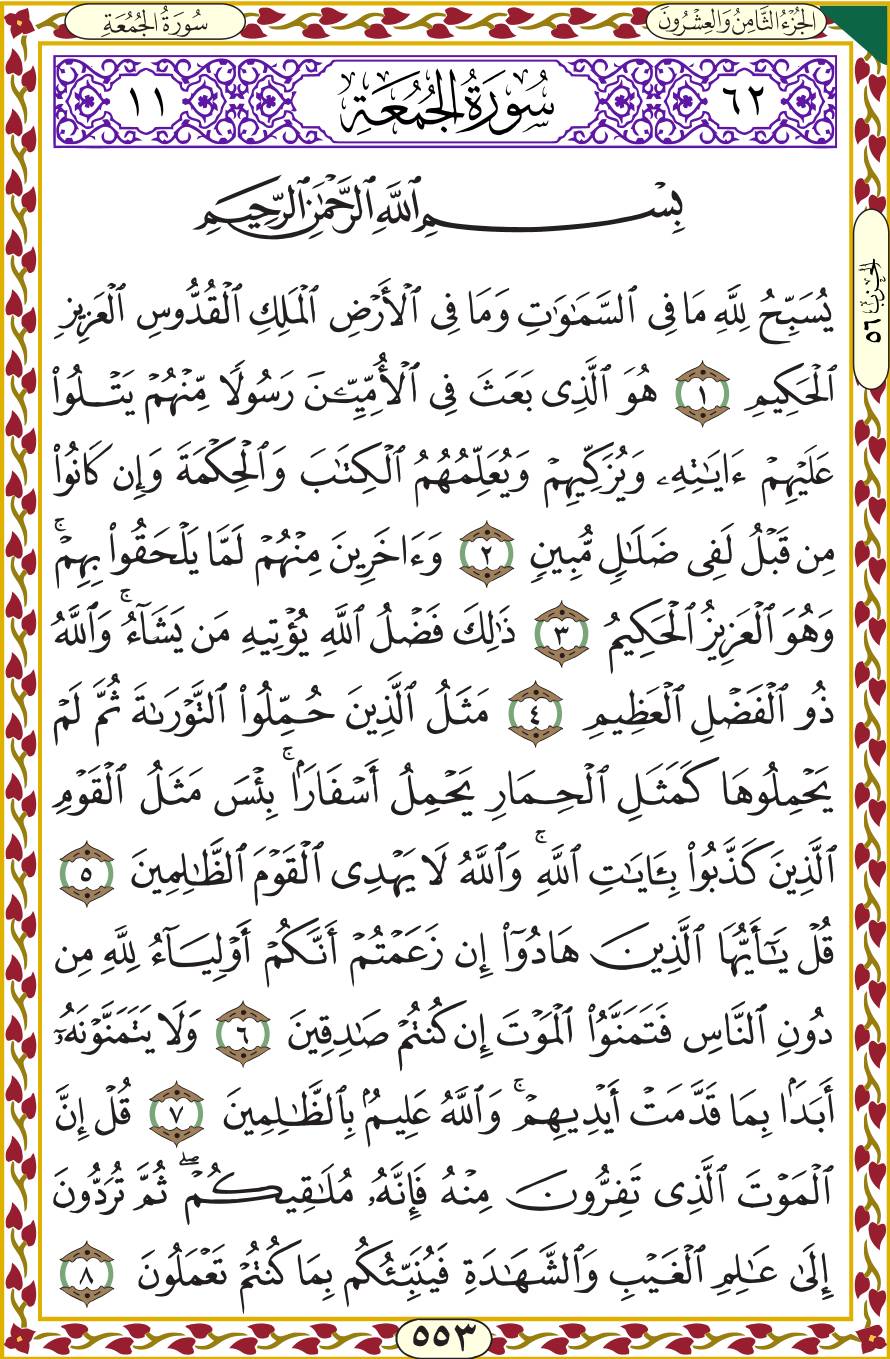 سُورَةُ الجُمُعَةِ
الجُزْءُ الثَّامِنُ وَالعِشْرُونَ
٦٢ سُورَةُ الجُمُعَةِ ١١
بِسْمِ ٱللَّهِ ٱلرَّحْمَٰنِ ٱلرَّحِيمِ
الحزب ٥٦
يُسَبِّحُ لِلَّهِ مَا فِى ٱلسَّمَٰوَٰتِ وَمَا فِى ٱلْأَرْضِ ٱلْمَلِكِ ٱلْقُدُّوسِ ٱلْعَزِيزِ
ٱلْحَكِيمِ ١ هُوَ ٱلَّذِى بَعَثَ فِى ٱلْأُمِّيِّـۧنَ رَسُولًا مِّنْهُمْ يَتْلُوا۟
عَلَيْهِمْ ءَايَٰتِهِۦ وَيُزَكِّيهِمْ وَيُعَلِّمُهُمُ ٱلْكِتَٰبَ وَٱلْحِكْمَةَ وَإِن كَانُوا۟
مِن قَبْلُ لَفِى ضَلَٰلٍ مُّبِينٍ ٢ وَءَاخَرِينَ مِنْهُمْ لَمَّا يَلْحَقُوا۟ بِهِمْ ۚ
وَهُوَ ٱلْعَزِيزُ ٱلْحَكِيمُ ٣ ذَٰلِكَ فَضْلُ ٱللَّهِ يُؤْتِيهِ مَن يَشَآءُ ۚ وَٱللَّهُ
ذُو ٱلْفَضْلِ ٱلْعَظِيمِ ٤ مَثَلُ ٱلَّذِينَ حُمِّلُوا۟ ٱلتَّوْرَىٰةَ ثُمَّ لَمْ
يَحْمِلُوهَا كَمَثَلِ ٱلْحِمَارِ يَحْمِلُ أَسْفَارًۢا ۚ بِئْسَ مَثَلُ ٱلْقَوْمِ
ٱلَّذِينَ كَذَّبُوا۟ بِـَٔايَٰتِ ٱللَّهِ ۚ وَٱللَّهُ لَا يَهْدِى ٱلْقَوْمَ ٱلظَّٰلِمِينَ ٥
قُلْ يَٰٓأَيُّهَا ٱلَّذِينَ هَادُوٓا۟ إِن زَعَمْتُمْ أَنَّكُمْ أَوْلِيَآءُ لِلَّهِ مِن
دُونِ ٱلنَّاسِ فَتَمَنَّوُا۟ ٱلْمَوْتَ إِن كُنتُمْ صَٰدِقِينَ ٦ وَلَا يَتَمَنَّوْنَهُۥٓ
أَبَدًۢا بِمَا قَدَّمَتْ أَيْدِيهِمْ ۚ وَٱللَّهُ عَلِيمٌۢ بِٱلظَّٰلِمِينَ ٧ قُلْ إِنَّ
ٱلْمَوْتَ ٱلَّذِى تَفِرُّونَ مِنْهُ فَإِنَّهُۥ مُلَٰقِيكُمْ ۖ ثُمَّ تُرَدُّونَ
إِلَىٰ عَٰلِمِ ٱلْغَيْبِ وَٱلشَّهَٰدَةِ فَيُنَبِّئُكُم بِمَا كُنتُمْ تَعْمَلُونَ ٨
٥٥٣